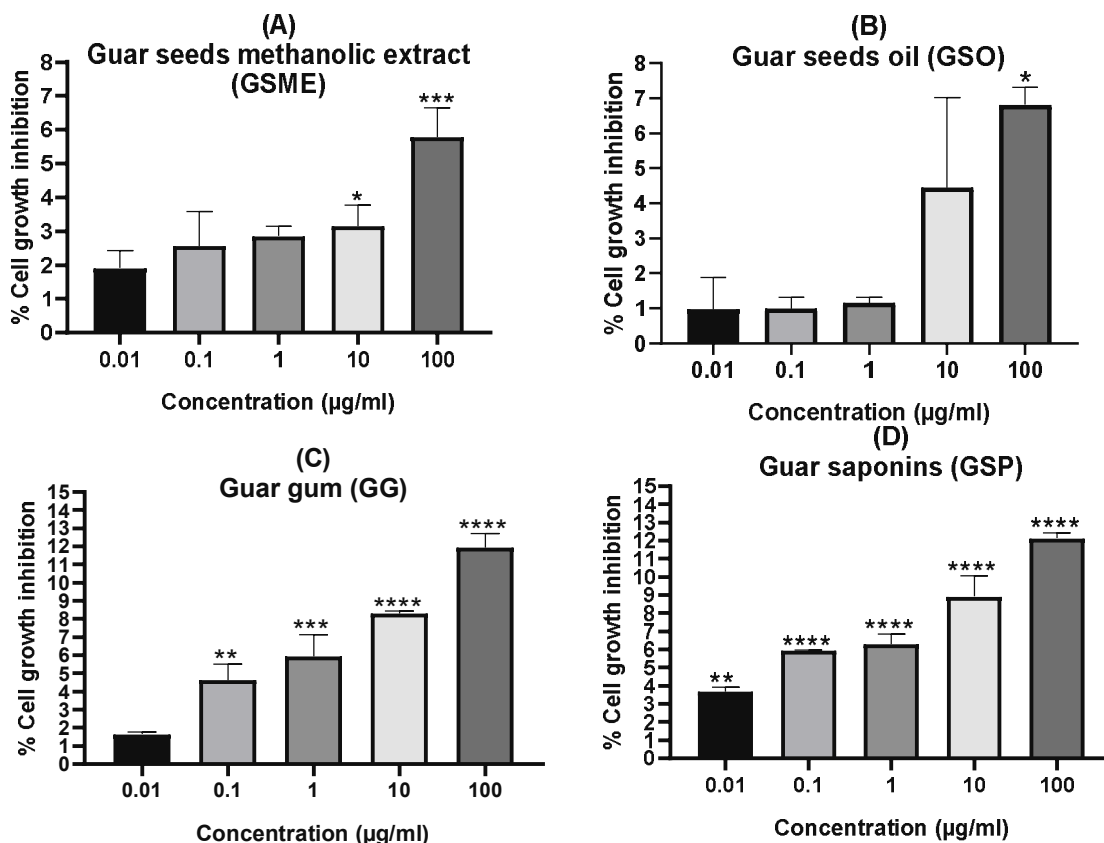 (A)
Guar seeds methanolic extract
(GSME)
% Cell growth inhibition
8
7
6
5
4
3
2
1
0
*
***
0.01 0.1 1 10 100
Concentration (µg/ml)
(B)
Guar seeds oil (GSO)
% Cell growth inhibition
8
7
6
5
4
3
2
1
0
*
0.01 0.1 1 10 100
Concentration (µg/ml)
(C)
Guar gum (GG)
% Cell growth inhibition
15
14
13
12
11
10
9
8
7
6
5
4
3
2
1
0
**
***
****
****
0.01 0.1 1 10 100
Concentration (µg/ml)
(D)
Guar saponins (GSP)
% Cell growth inhibition
15
14
13
12
11
10
9
8
7
6
5
4
3
2
1
0
**
****
****
****
****
0.01 0.1 1 10 100
Concentration (µg/ml)